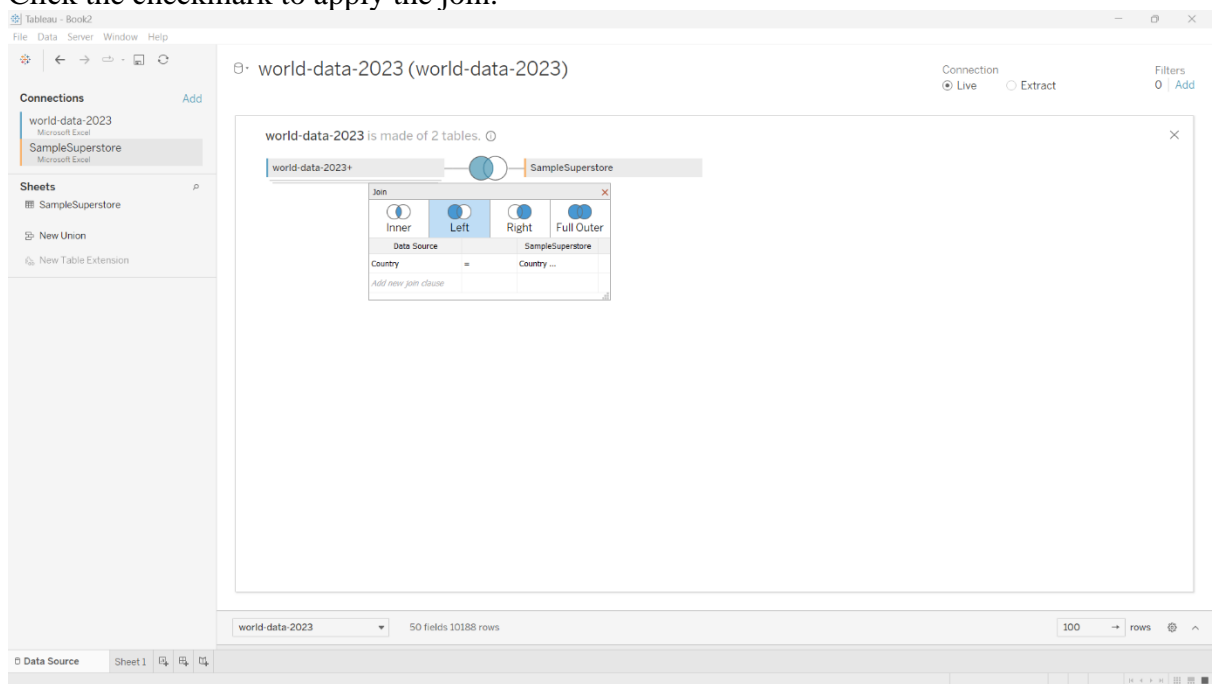 Click the checkmark to apply the join.
Tableau - Book2
File Data Server Window Help
world-data-2023 (world-data-2023)
Connection
Live
Extract
Filters
0 Add
Connections
Add
world-data-2023
Microsoft Excel
SampleSuperstore
Microsoft Excel
Sheets
SampleSuperstore
New Union
New Table Extension
world-data-2023 is made of 2 tables.
world-data-2023+
SampleSuperstore
Join
Inner
Left
Right
Full Outer
Data Source
SampleSuperstore
Country
=
Country ...
Add new join clause
world-data-2023
50 fields 10188 rows
100
rows
Data Source
Sheet 1